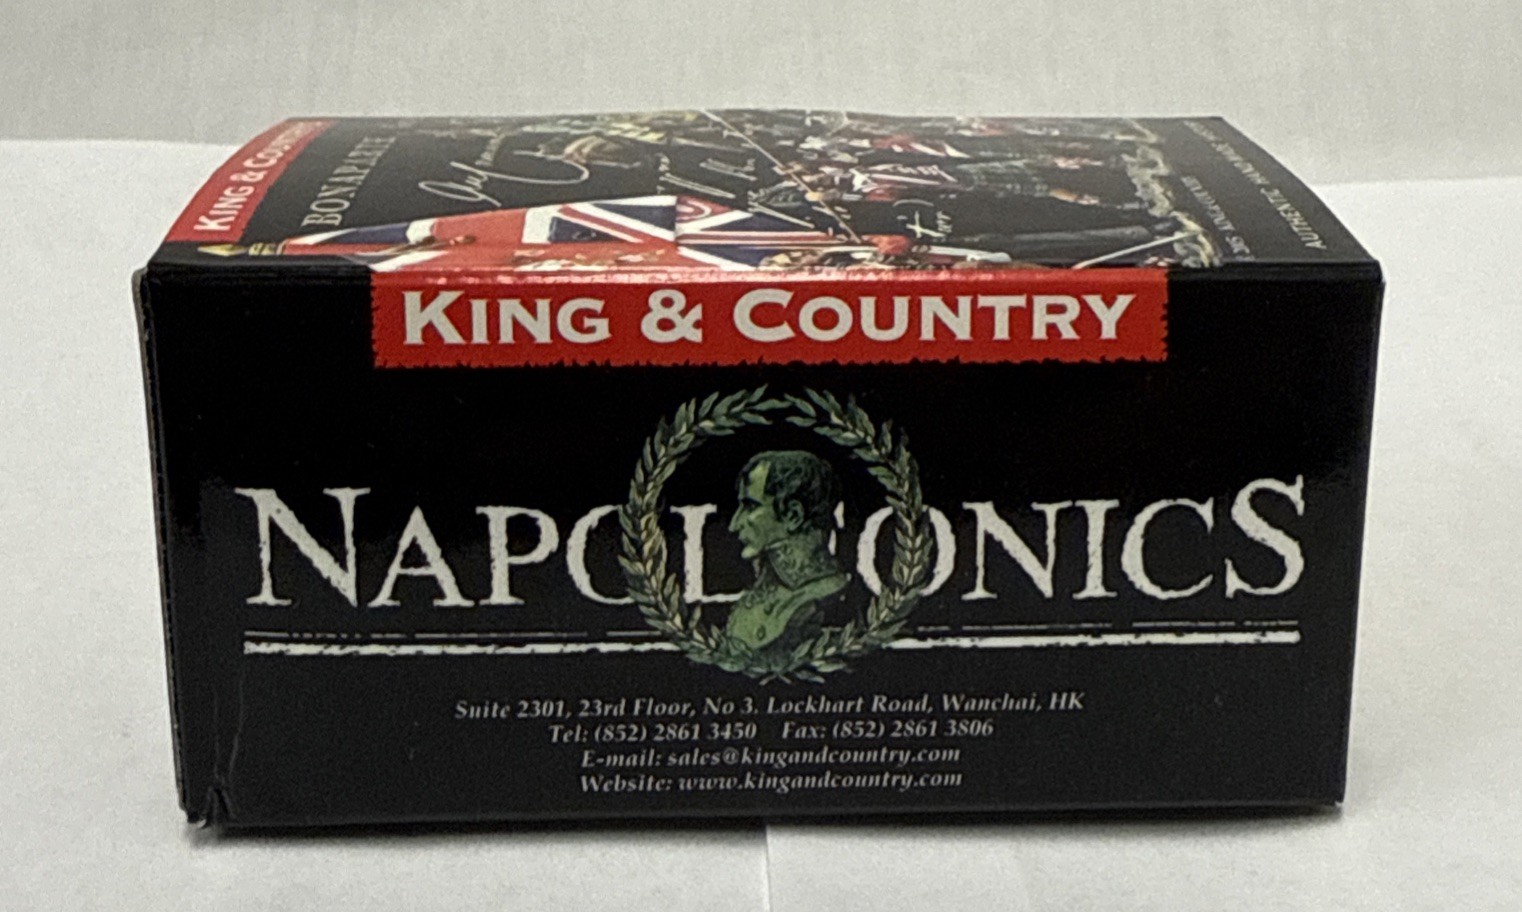 KING & COUNTRY
BONAPARTE
KING & COUNTRY
NAPOLEONICS
Suite 2301, 23rd Floor, No 3. Lockhart Road, Wanchai, HK
Tel: (852) 2861 3450 Fax: (852) 2861 3806
E-mail: sales@kingandcountry.com
Website: www.kingandcountry.com
AUTHENTIC